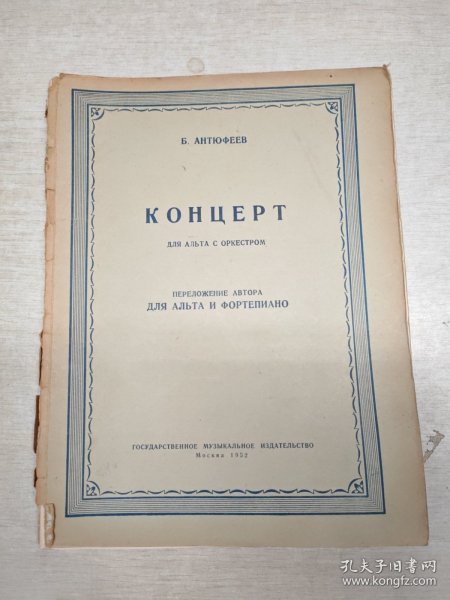 Б. АНТЮФЕЕВ
КОНЦЕРТ
ДЛЯ АЛЬТА С ОРКЕСТРОМ
ПЕРЕЛОЖЕНИЕ АВТОРА
ДЛЯ АЛЬТА И ФОРТЕПИАНО
ГОСУДАРСТВЕННОЕ МУЗЫКАЛЬНОЕ ИЗДАТЕЛЬСТВО
Москва 1952
孔夫子旧书网
www.kongfz.com